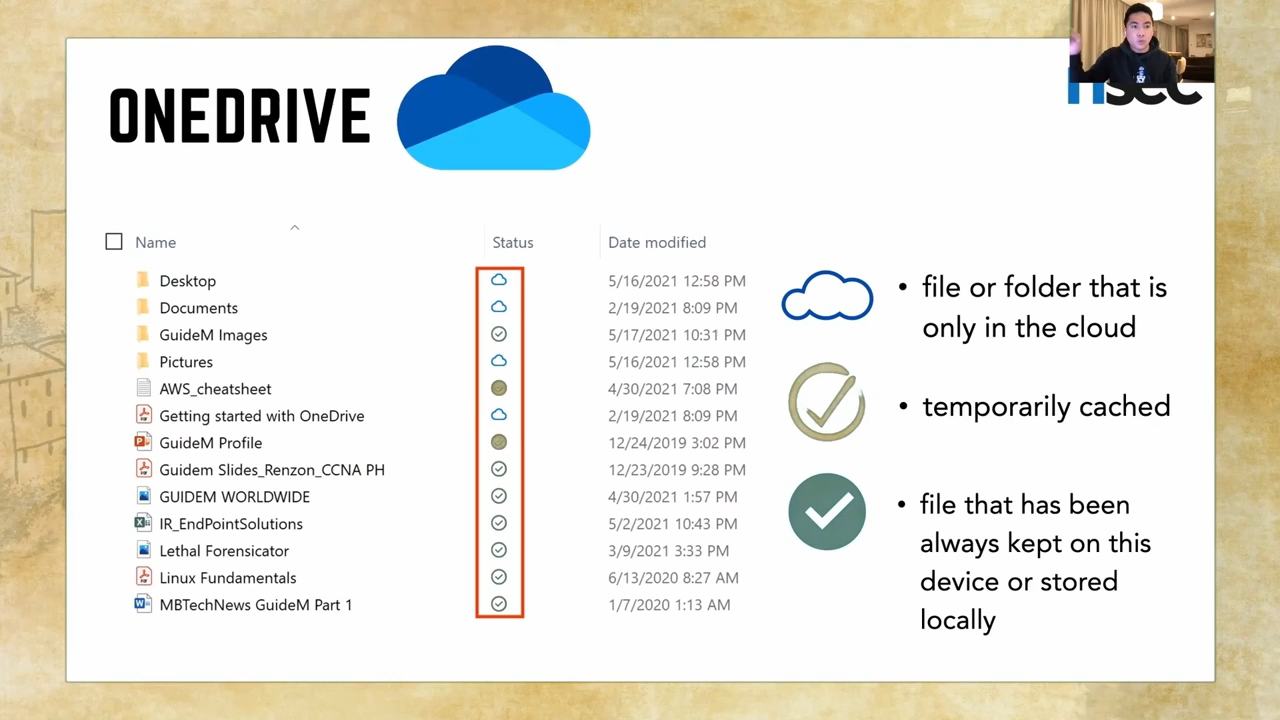 ONEDRIVE
nsec
Name Status Date modified
Desktop 5/16/2021 12:58 PM
Documents 2/19/2021 8:09 PM
GuideM Images 5/17/2021 10:31 PM
Pictures 5/16/2021 12:58 PM
AWS_cheatsheet 4/30/2021 7:08 PM
Getting started with OneDrive 2/19/2021 8:09 PM
GuideM Profile 12/24/2019 3:02 PM
Guidem Slides_Renzon_CCNA PH 12/23/2019 9:28 PM
GUIDEM WORLDWIDE 4/30/2021 1:57 PM
IR_EndPointSolutions 5/2/2021 10:43 PM
Lethal Forensicator 3/9/2021 3:33 PM
Linux Fundamentals 6/13/2020 8:27 AM
MBTechNews GuideM Part 1 1/7/2020 1:13 AM
• file or folder that is
only in the cloud
• temporarily cached
• file that has been
always kept on this
device or stored
locally